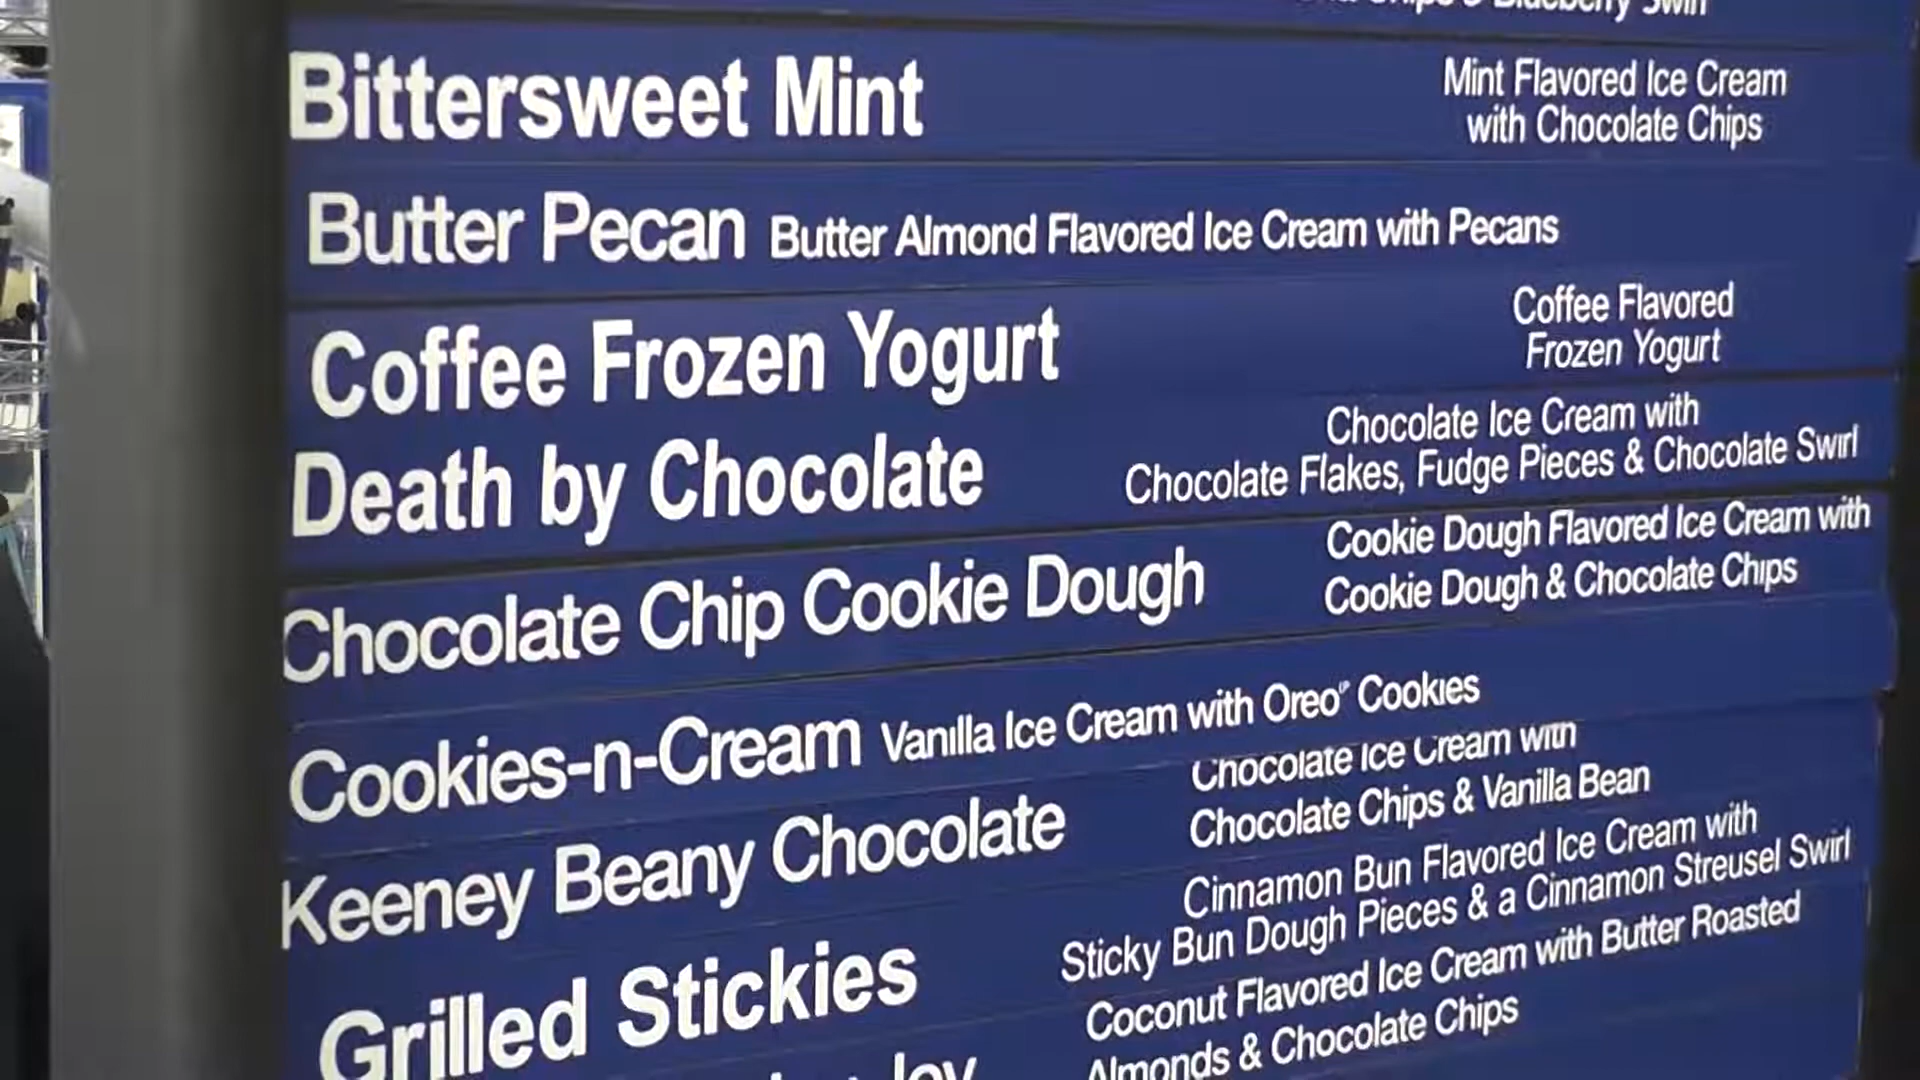 Blueberry Swirl
Bittersweet Mint
Mint Flavored Ice Cream
with Chocolate Chips
Butter Pecan Butter Almond Flavored Ice Cream with Pecans
Coffee Frozen Yogurt
Coffee Flavored
Frozen Yogurt
Death by Chocolate
Chocolate Ice Cream with
Chocolate Flakes, Fudge Pieces & Chocolate Swirl
Chocolate Chip Cookie Dough
Cookie Dough Flavored Ice Cream with
Cookie Dough & Chocolate Chips
Cookies-n-Cream Vanilla Ice Cream with Oreo Cookies
Keeney Beany Chocolate
Chocolate Ice Cream with
Chocolate Chips & Vanilla Bean
Grilled Stickies
Cinnamon Bun Flavored Ice Cream with
Sticky Bun Dough Pieces & a Cinnamon Streusel Swirl
Joy
Coconut Flavored Ice Cream with Butter Roasted
Almonds & Chocolate Chips